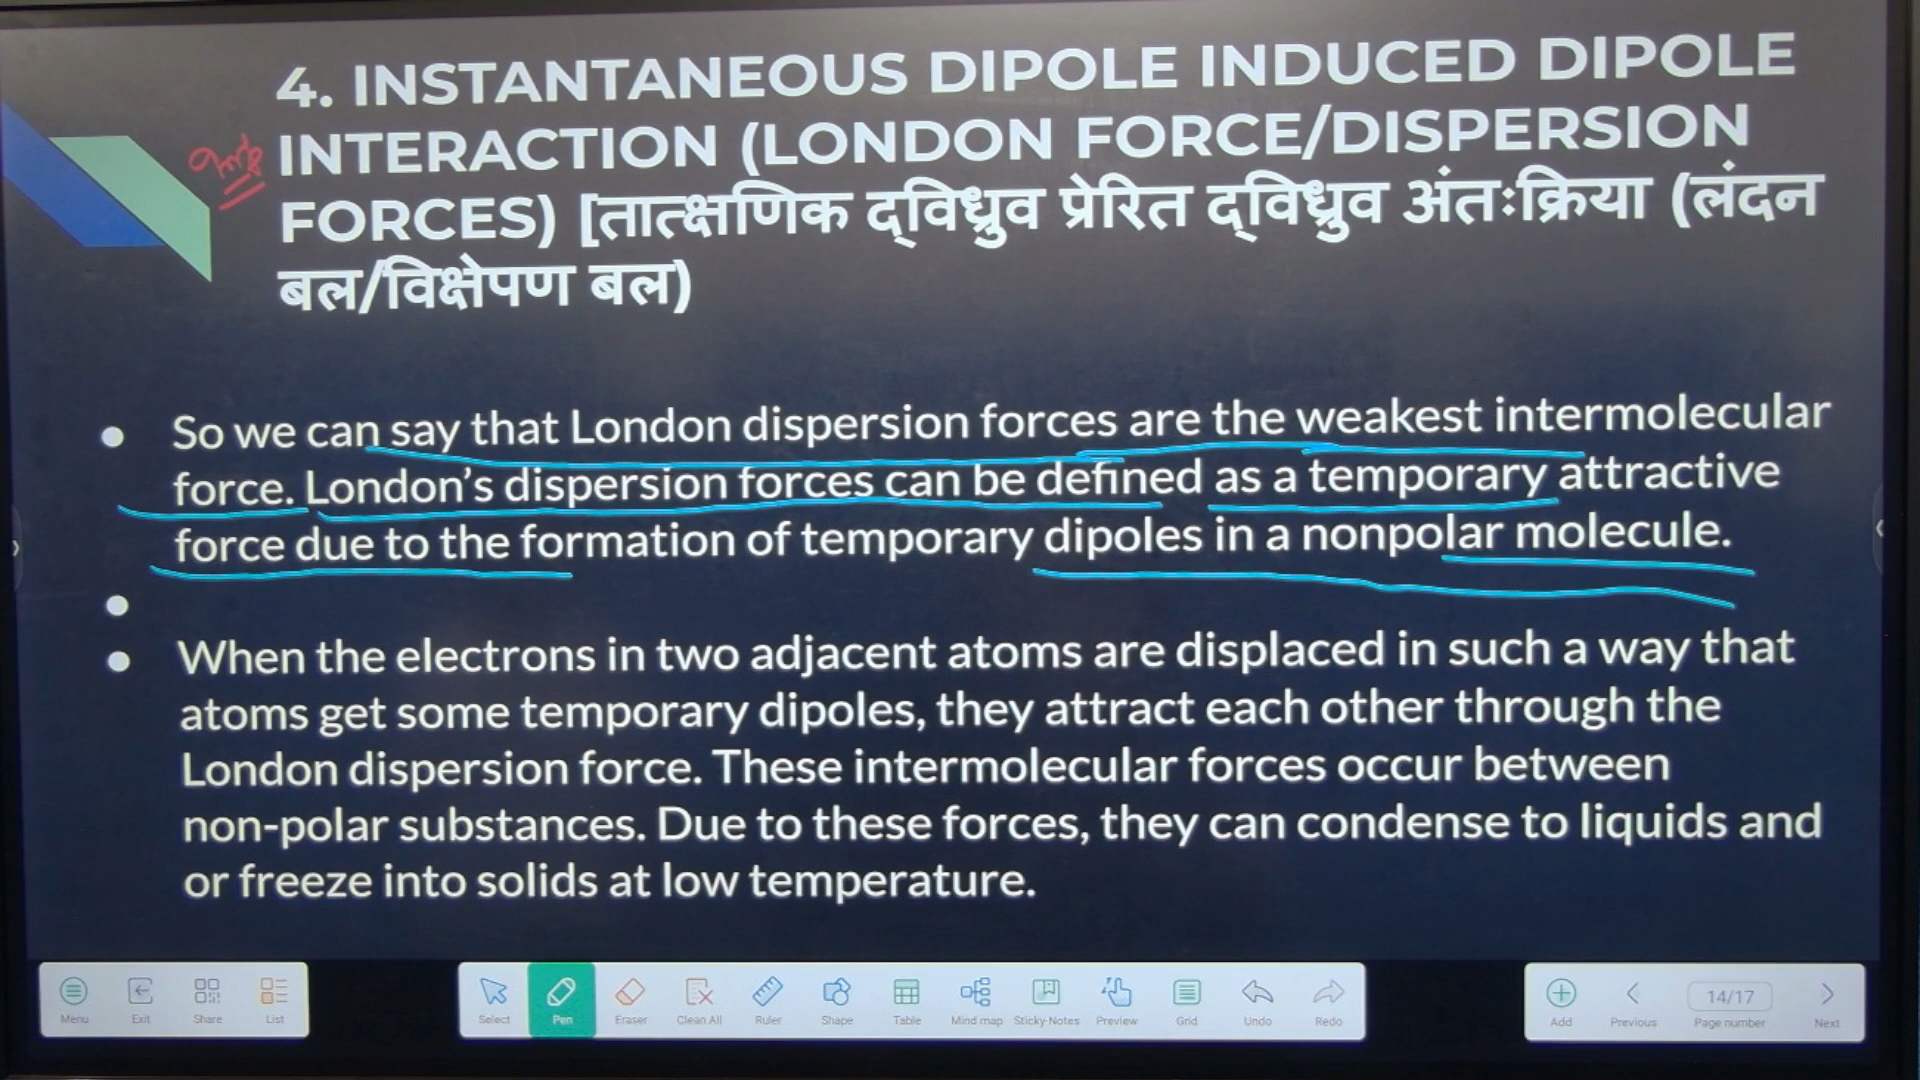 4. INSTANTANEOUS DIPOLE INDUCED DIPOLE
INTERACTION (LONDON FORCE/DISPERSION
FORCES) [तात्क्षणिक द्विध्रुव प्रेरित द्विध्रुव अंतःक्रिया (लंदन
बल/विक्षेपण बल)
So we can say that London dispersion forces are the weakest intermolecular
force. London's dispersion forces can be defined as a temporary attractive
force due to the formation of temporary dipoles in a nonpolar molecule.
When the electrons in two adjacent atoms are displaced in such a way that
atoms get some temporary dipoles, they attract each other through the
London dispersion force. These intermolecular forces occur between
non-polar substances. Due to these forces, they can condense to liquids and
or freeze into solids at low temperature.
Menu Exit Share List Select Pen Eraser Clean All Ruler Shape Table Mind map Sticky-Notes Preview Grid Undo Redo Add Previous 14/17 Page number Next